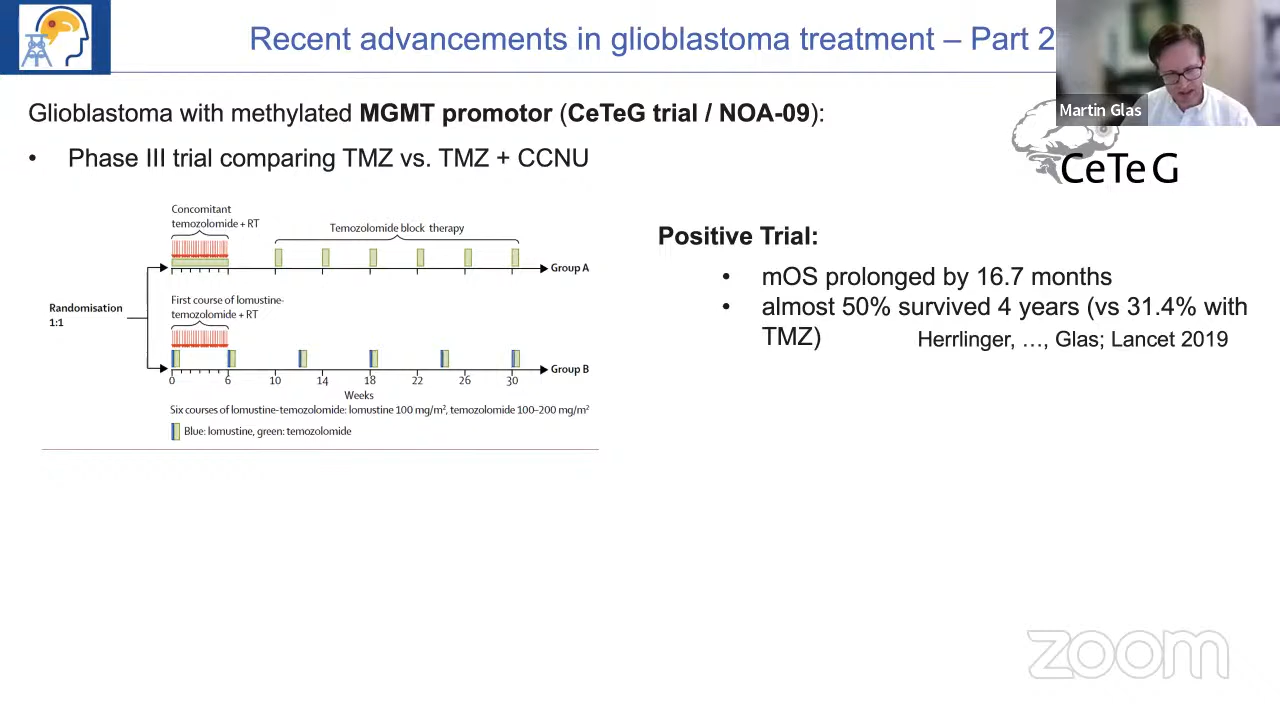 Recent advancements in glioblastoma treatment – Part 2
Martin Glas
Glioblastoma with methylated MGMT promotor (CeTeG trial / NOA-09):
CeTeG
• Phase III trial comparing TMZ vs. TMZ + CCNU
Concomitant
temozolomide + RT
Temozolomide block therapy
Group A
Randomisation
1:1
First course of lomustine-
temozolomide + RT
Group B
0 6 10 14 18 22 26 30
Weeks
Six courses of lomustine-temozolomide: lomustine 100 mg/m², temozolomide 100–200 mg/m²
Blue: lomustine, green: temozolomide
Positive Trial:
• mOS prolonged by 16.7 months
• almost 50% survived 4 years (vs 31.4% with
TMZ)
Herrlinger, …, Glas; Lancet 2019
zoom